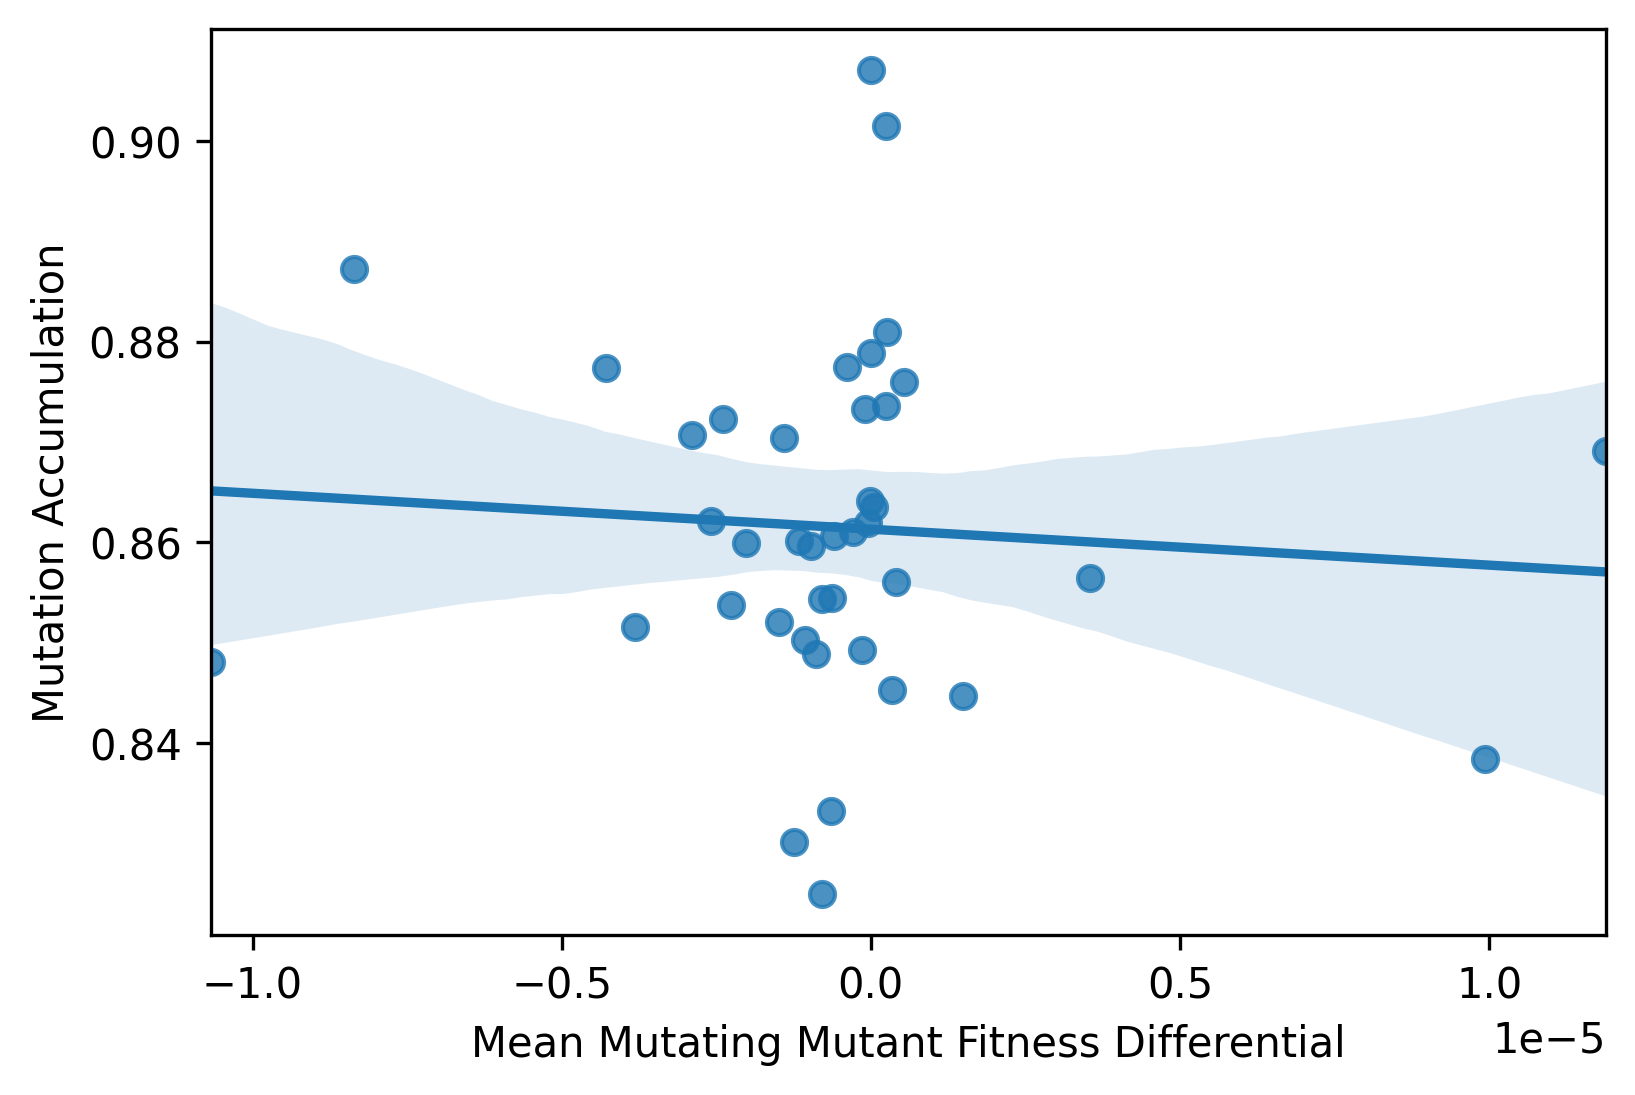 0.90
0.88
0.86
0.84
Mutation Accumulation
−1.0 −0.5 0.0 0.5 1.0
1e−5
Mean Mutating Mutant Fitness Differential